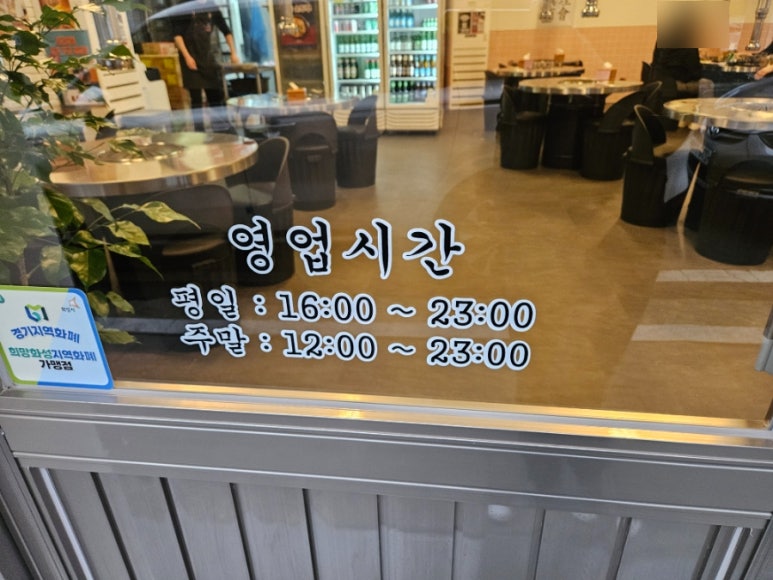 영업시간
평일 : 16:00 ~ 23:00
주말 : 12:00 ~ 23:00
경기지역화폐
희망화성지역화폐
가맹점